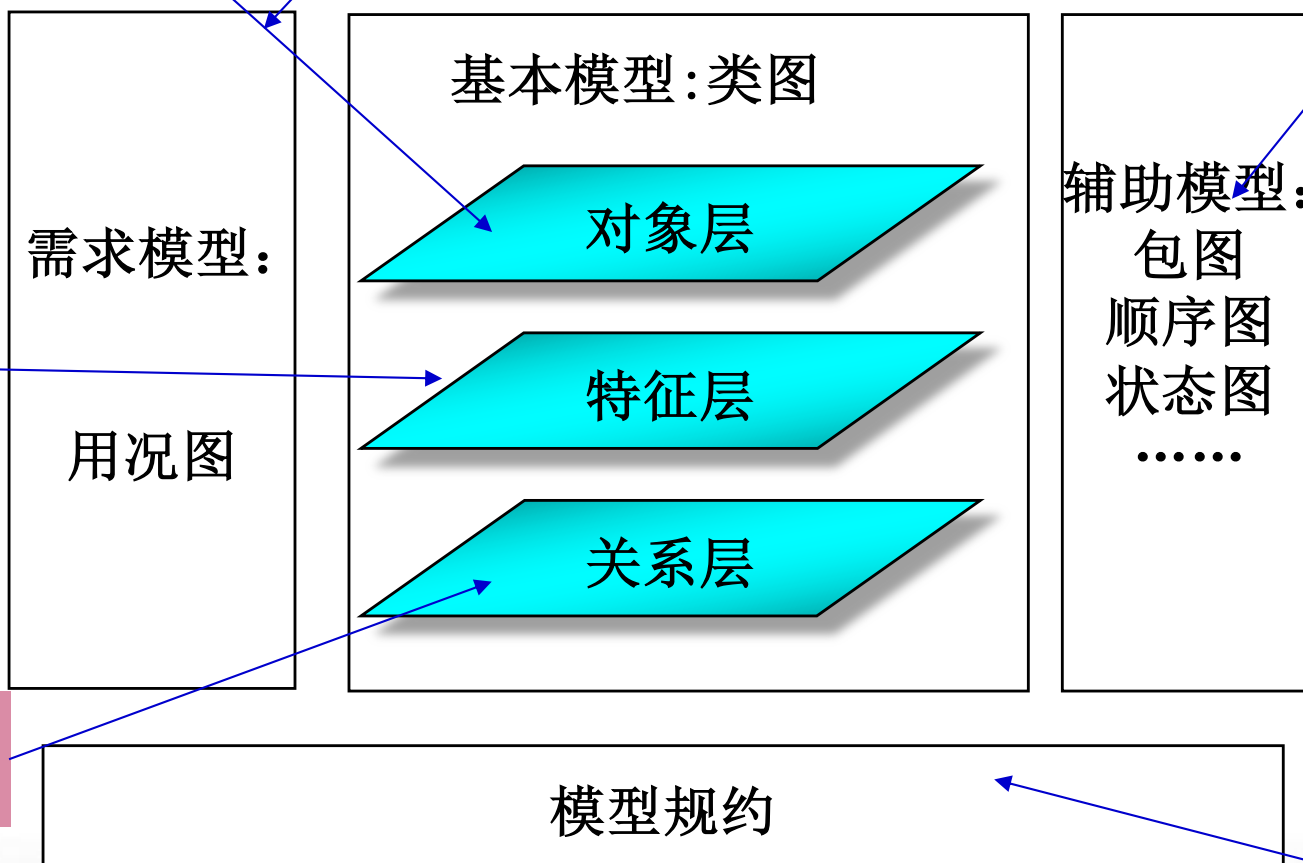 基本模型:类图
需求模型：
用况图
对象层
特征层
关系层
辅助模型：
包图
顺序图
状态图
……
模型规约